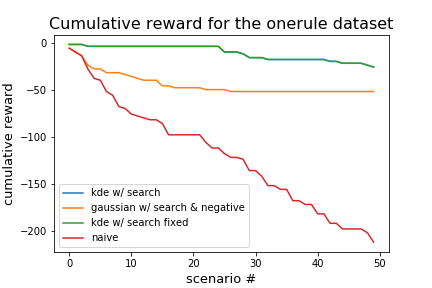 Cumulative reward for the onerule dataset
cumulative reward
0
−50
−100
−150
−200
kde w/ search
gaussian w/ search & negative
kde w/ search fixed
naive
0
10
20
30
40
50
scenario #